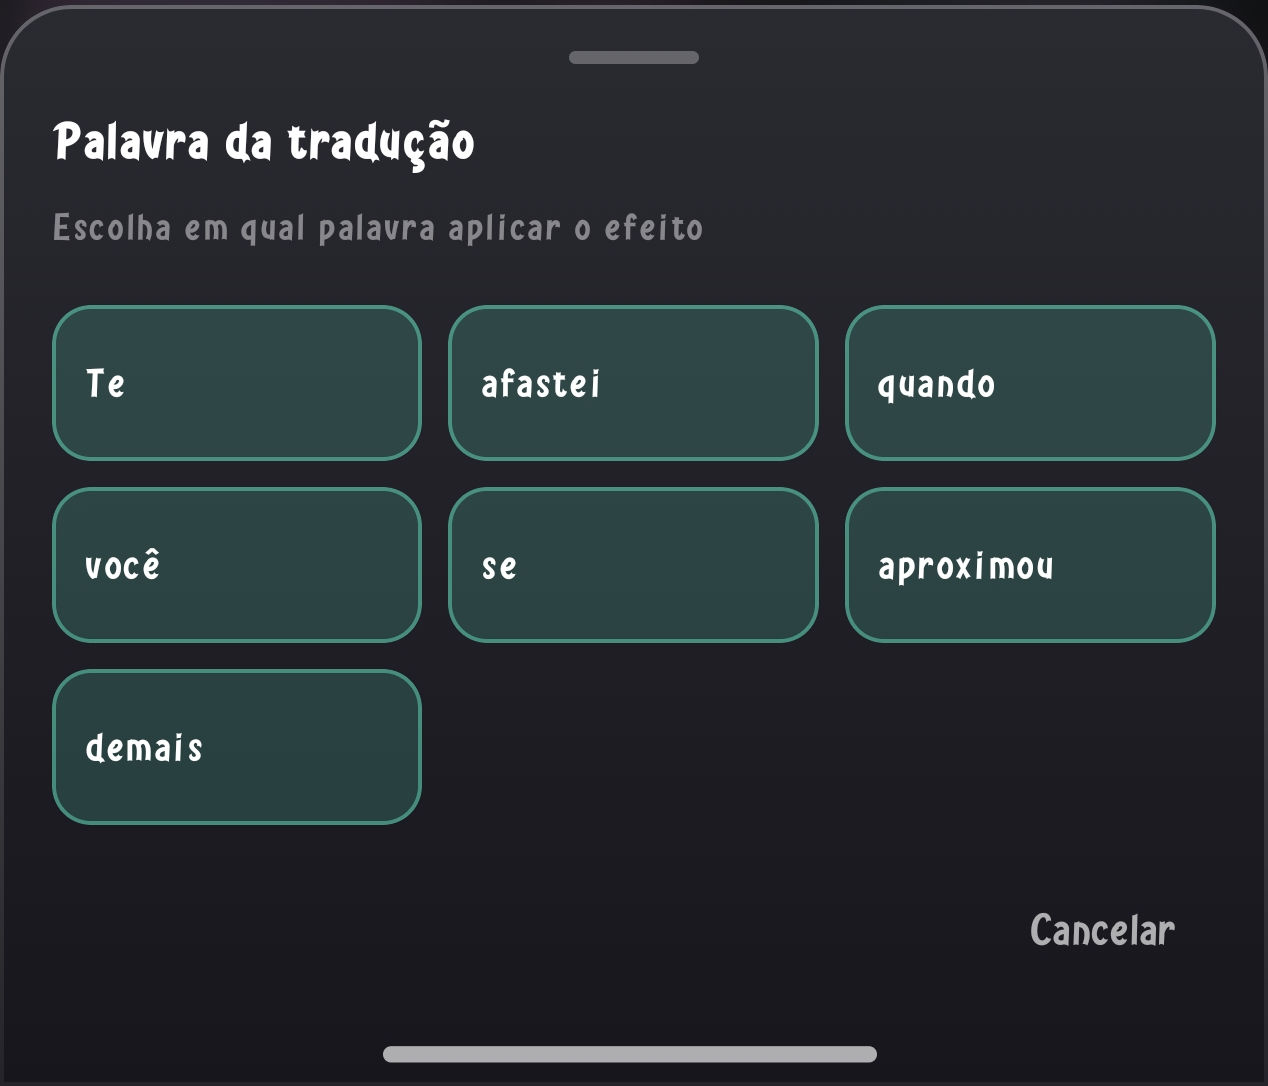 Palavra da tradução
Escolha em qual palavra aplicar o efeito
Te afastei quando
você se aproximou
demais
Cancelar